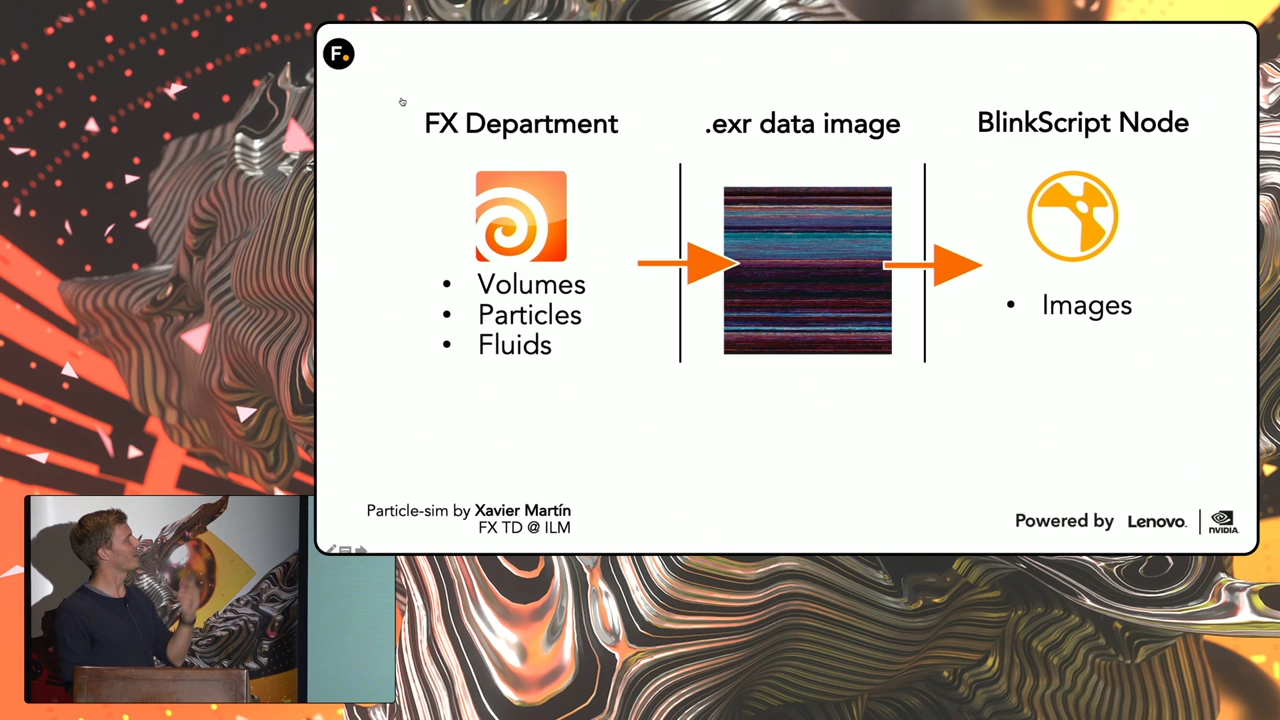 F.
FX Department
.exr data image
BlinkScript Node
• Volumes
• Particles
• Fluids
• Images
Particle-sim by Xavier Martín
FX TD @ ILM
Powered by Lenovo. NVIDIA